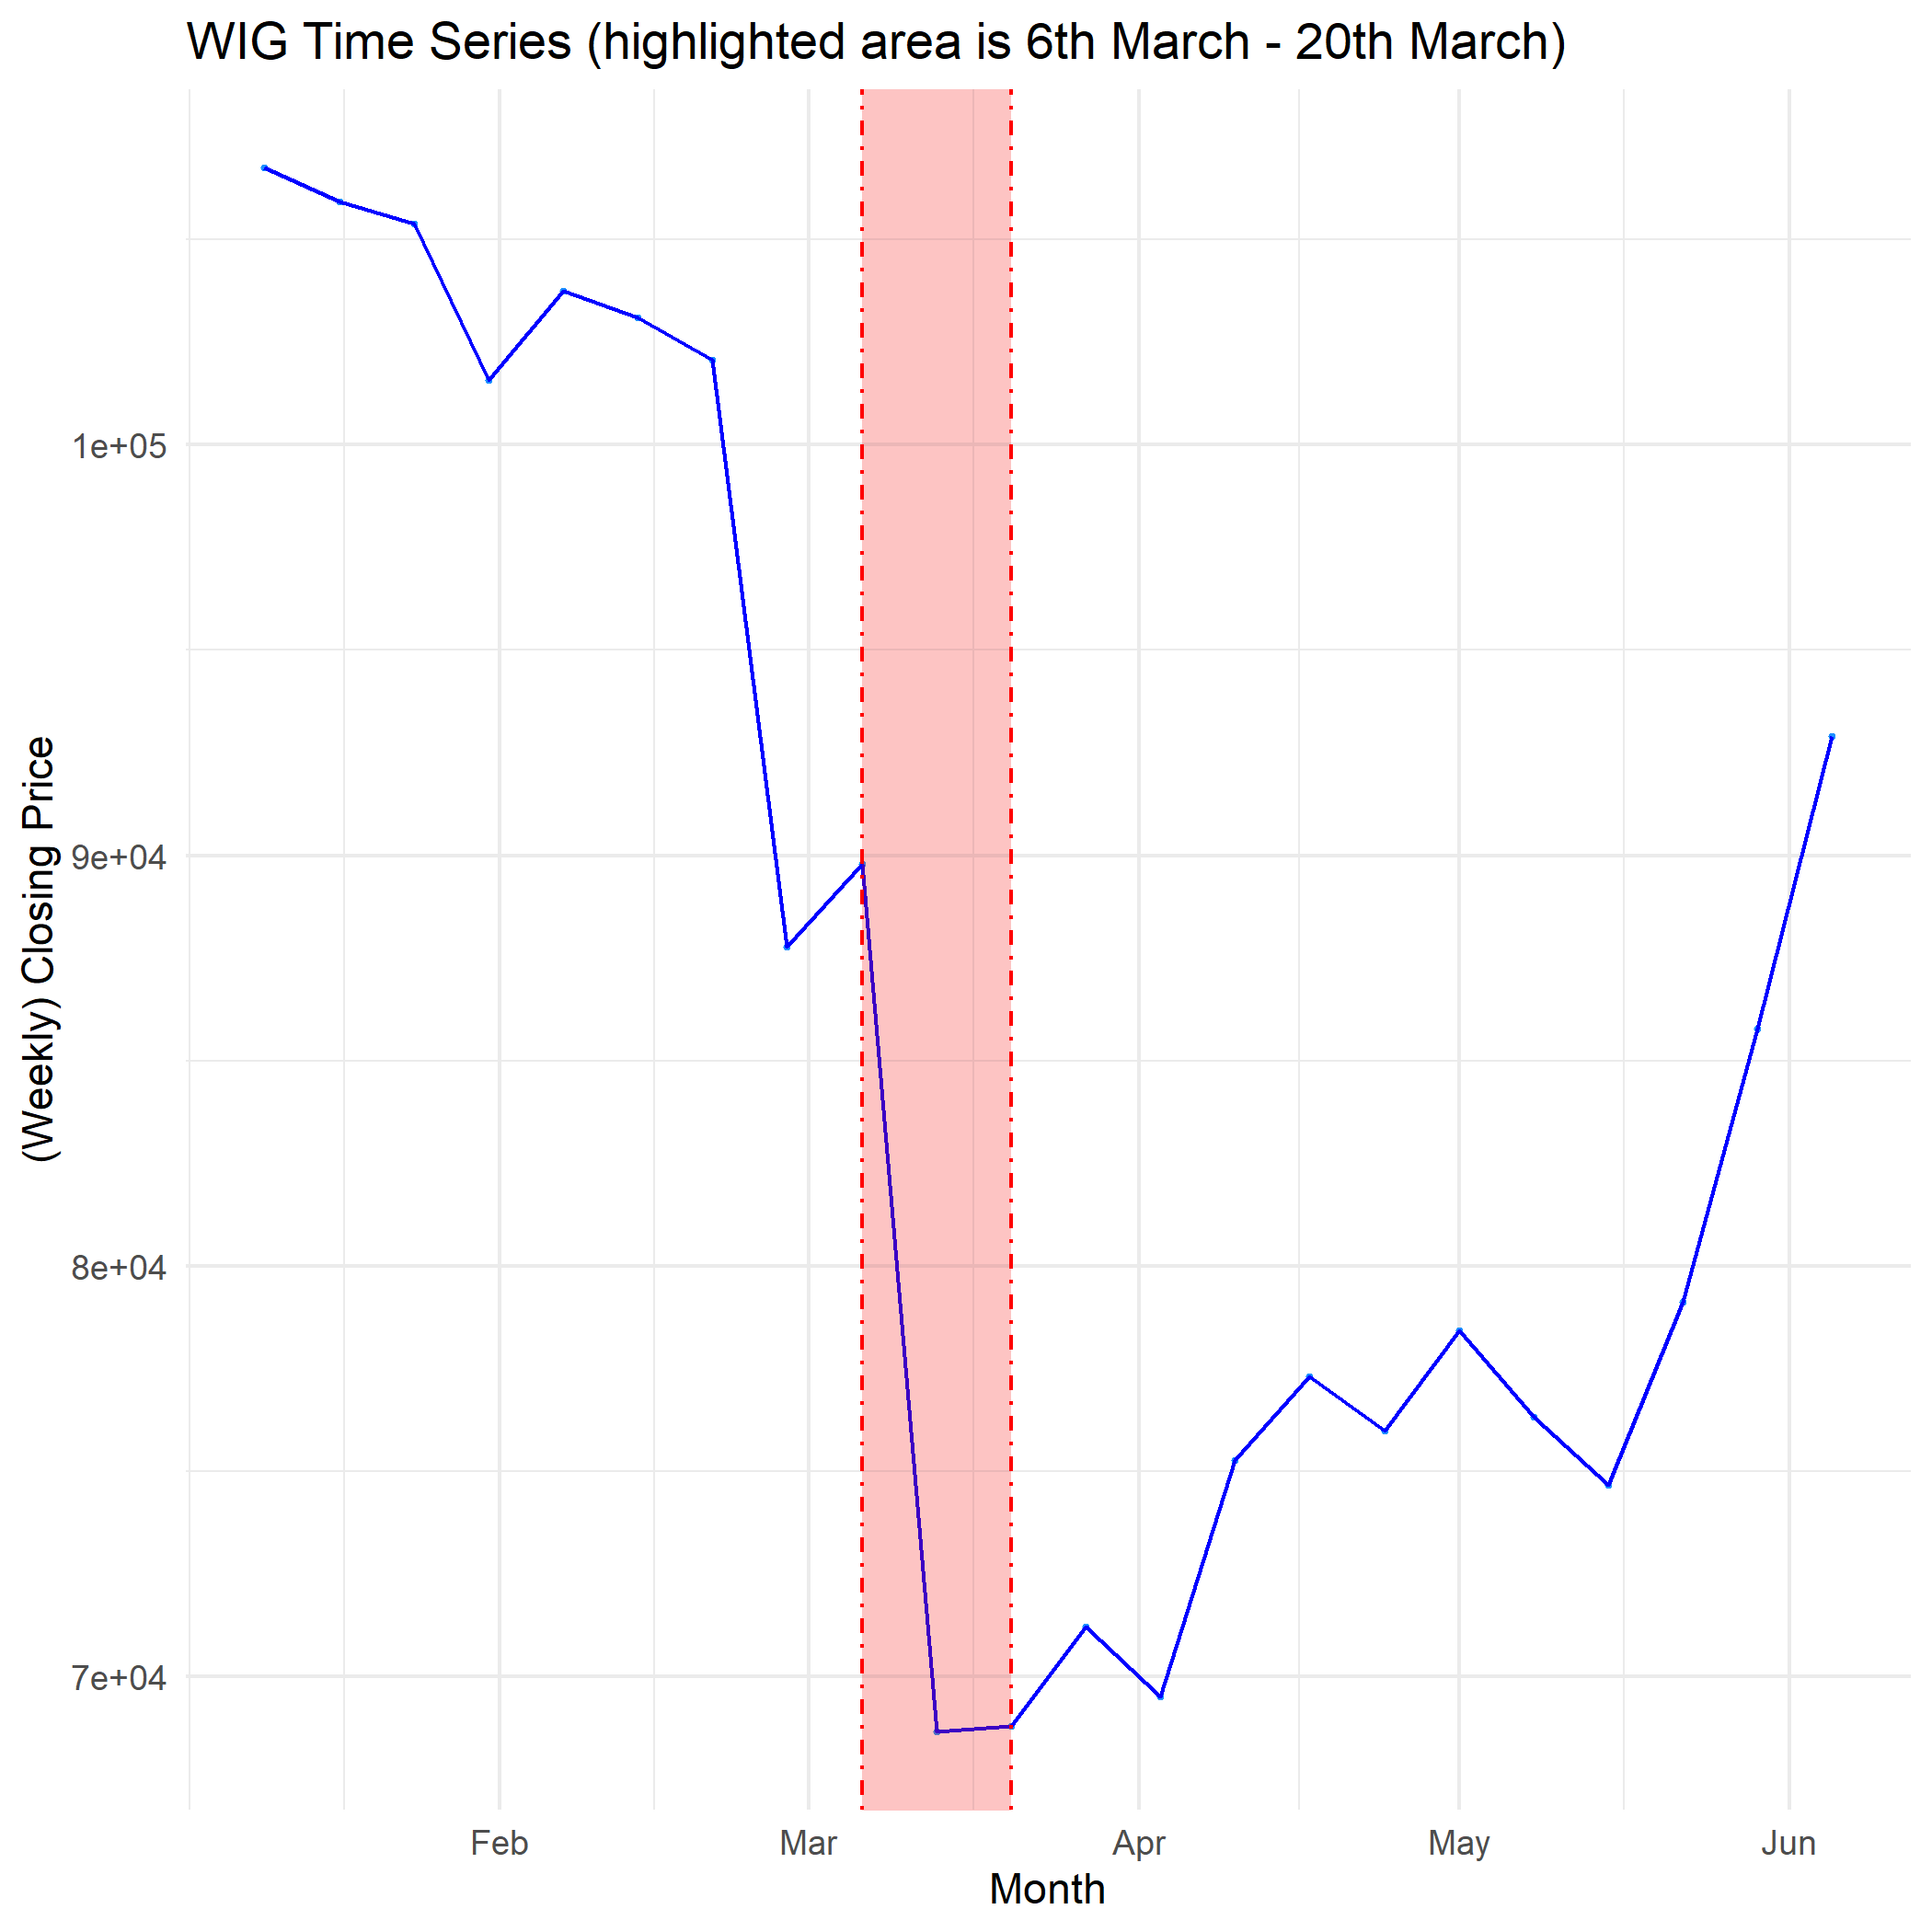 WIG Time Series (highlighted area is 6th March - 20th March)
(Weekly) Closing Price
1e+05
9e+04
8e+04
7e+04
Feb Mar Apr May Jun
Month